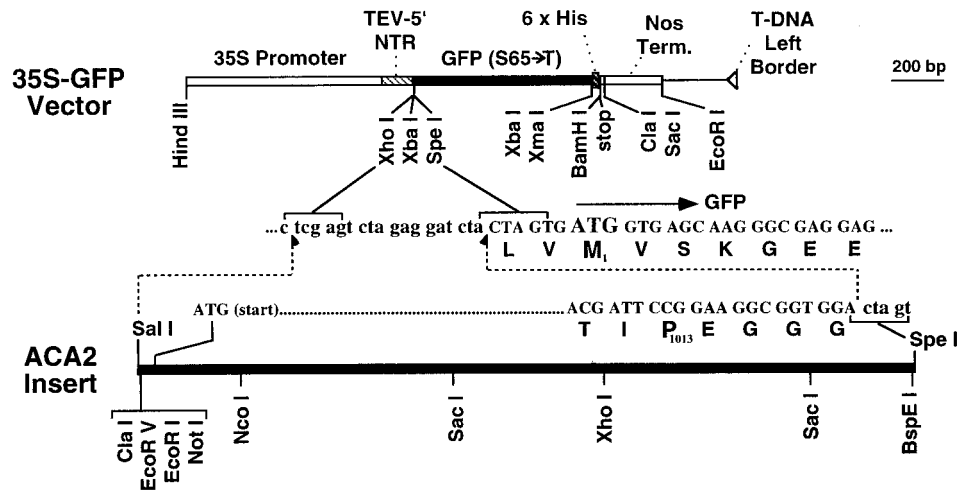 TEV-5' NTR
6 x His
Nos Term.
T-DNA Left Border
35S Promoter
GFP (S65→T)
35S-GFP Vector
200 bp
Hind III
Xho I
Xba I
Spe I
Xba I
Xma I
BamH I
stop
Cla I
Sac I
EcoR I
GFP
...c tcg agt cta gag gat cta CTA GTG ATG GTG AGC AAG GGC GAG GAG ...
L V M1 V S K G E E
ATG (start)
ACG ATT CCG GAA GGC GGT GGA cta gt
T I P1013 E G G G
Sal I
Spe I
ACA2 Insert
Cla I
EcoR V
EcoR I
Not I
Nco I
Sac I
Xho I
Sac I
BspE I